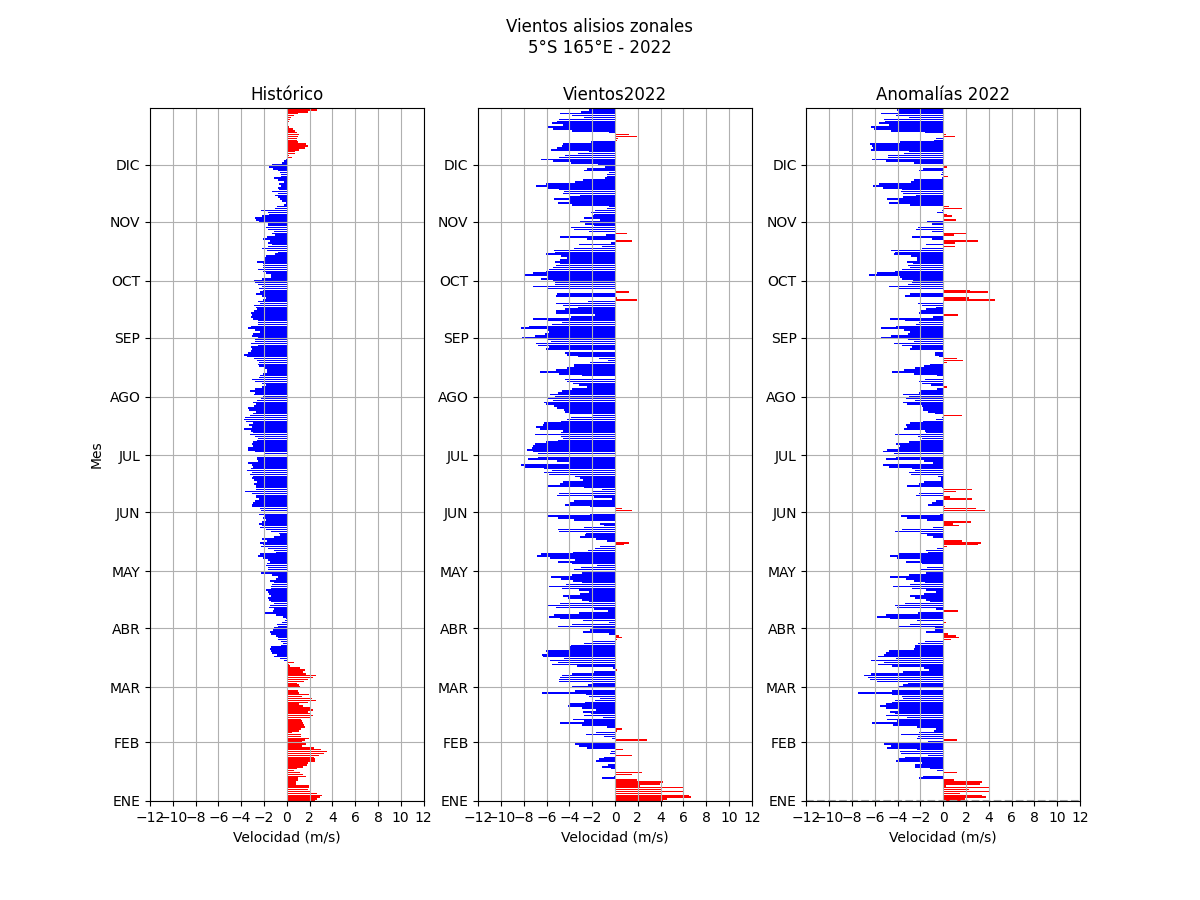 Vientos alisios zonales
5°S 165°E - 2022
Histórico
Vientos2022
Anomalías 2022
DIC
NOV
OCT
SEP
AGO
JUL
JUN
MAY
ABR
MAR
FEB
ENE
Mes
−12 −10 −8 −6 −4 −2 0 2 4 6 8 10 12
Velocidad (m/s)
DIC
NOV
OCT
SEP
AGO
JUL
JUN
MAY
ABR
MAR
FEB
ENE
−12 −10 −8 −6 −4 −2 0 2 4 6 8 10 12
Velocidad (m/s)
DIC
NOV
OCT
SEP
AGO
JUL
JUN
MAY
ABR
MAR
FEB
ENE
−12 −10 −8 −6 −4 −2 0 2 4 6 8 10 12
Velocidad (m/s)